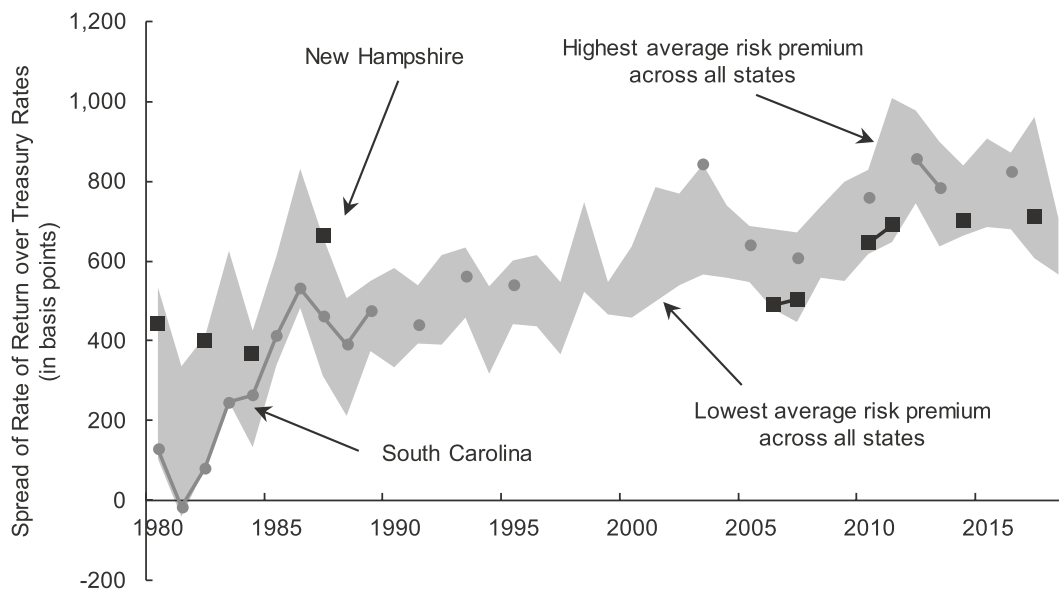 1,200
1,000
800
600
400
200
0
-200
Spread of Rate of Return over Treasury Rates
(in basis points)
New Hampshire
Highest average risk premium
across all states
South Carolina
Lowest average risk premium
across all states
1980 1985 1990 1995 2000 2005 2010 2015